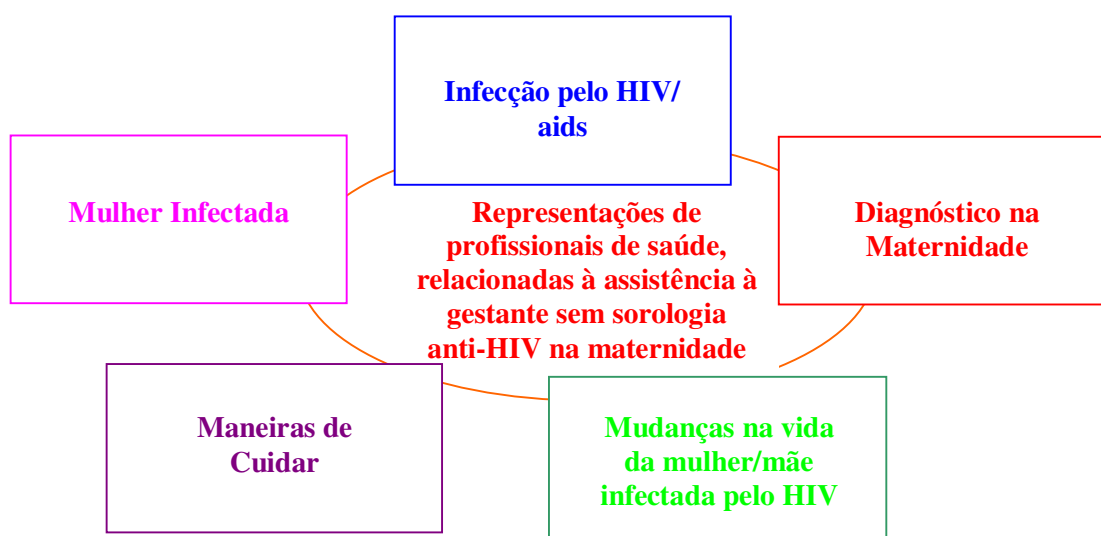 Infecção pelo HIV/
aids
Mulher Infectada
Representações de
profissionais de saúde,
relacionadas à assistência à
gestante sem sorologia
anti-HIV na maternidade
Diagnóstico na
Maternidade
Maneiras de
Cuidar
Mudanças na vida
da mulher/mãe
infectada pelo HIV